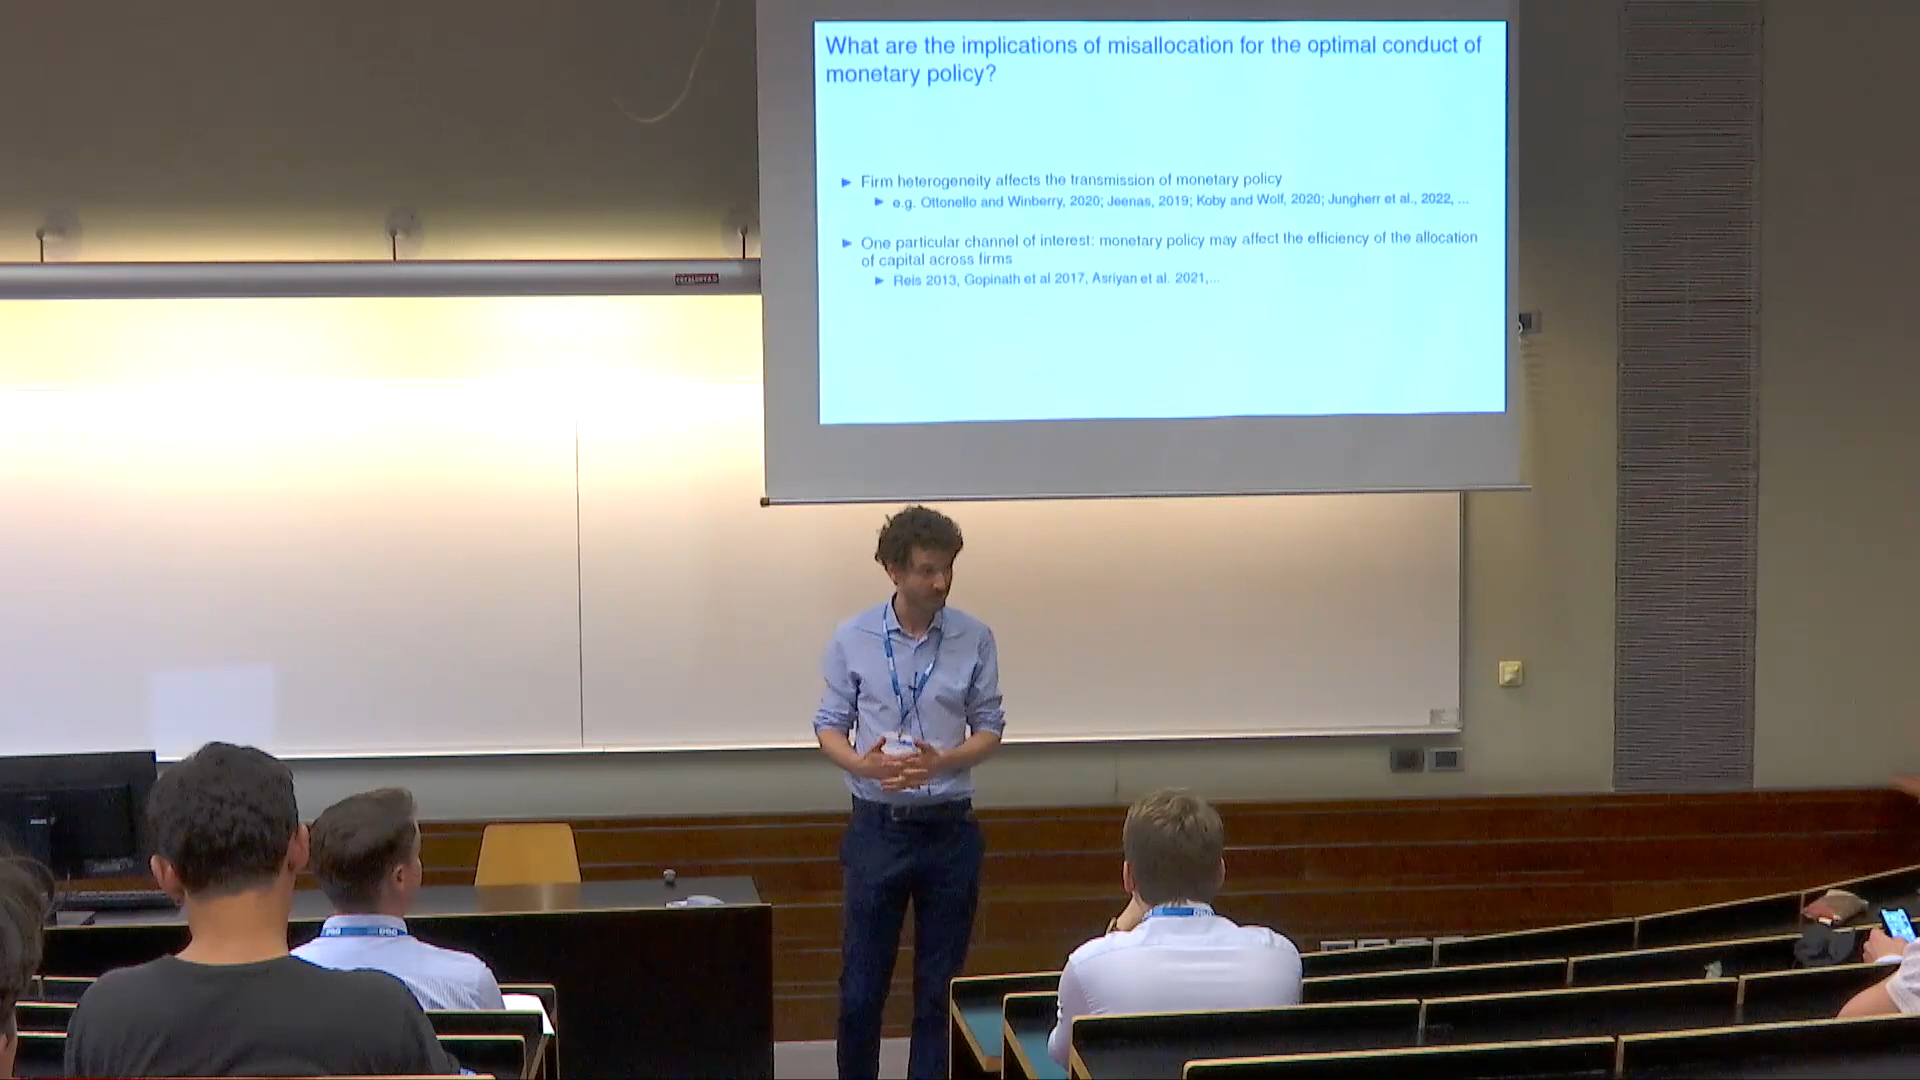 What are the implications of misallocation for the optimal conduct of
monetary policy?
► Firm heterogeneity affects the transmission of monetary policy
► e.g. Ottonello and Winberry, 2020; Jeenas, 2019; Koby and Wolf, 2020; Jungherr et al., 2022, ...
► One particular channel of interest: monetary policy may affect the efficiency of the allocation
of capital across firms
► Reis 2013, Gopinath et al 2017, Asriyan et al. 2021,...